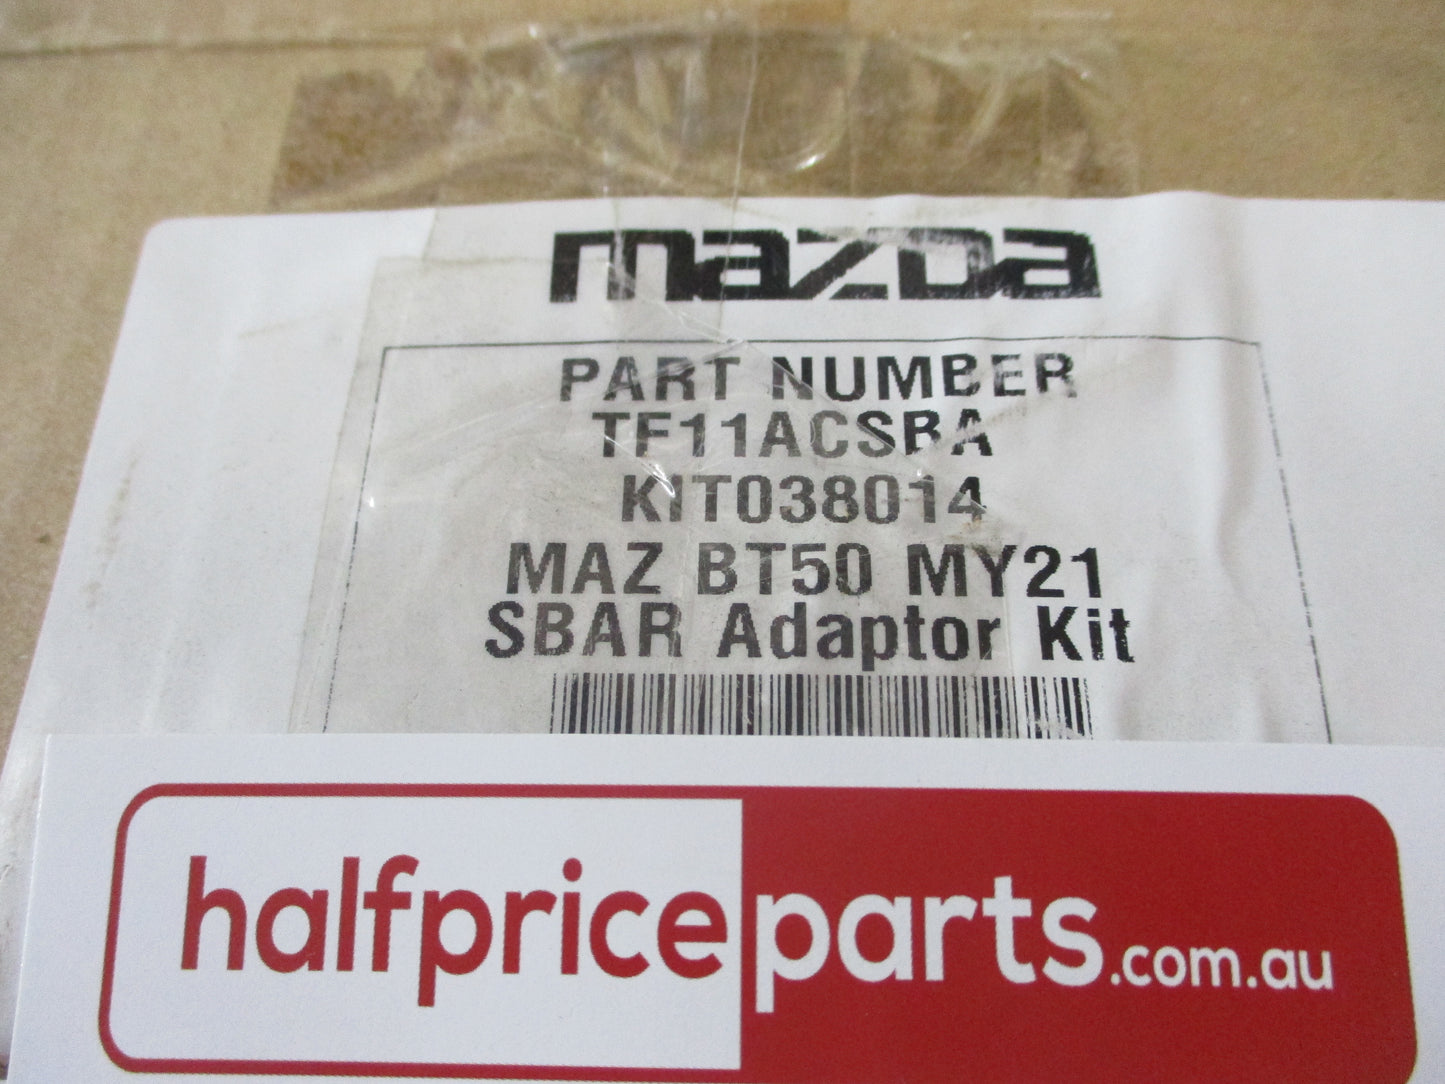 mazda
PART NUMBER
TF11ACSBA
KIT038014
MAZ BT50 MY21
SBAR Adaptor Kit
halfpriceparts.com.au